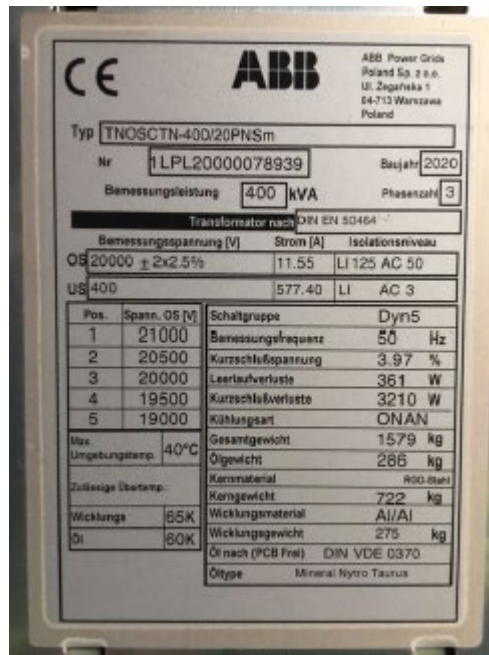 CE
ABB
ABB Power Grids
Poland Sp. z o.o.
Ul. Żegańska 1
04-713 Warszawa
Poland
Typ TNOSCTN-400/20PNSm
Nr 1LPL20000078939 Baujahr 2020
Bemessungsleistung 400 kVA Phasenzahl 3
Transformator nach DIN EN 50464
Bemessungsspannung [V] Strom [A] Isolationsniveau
OS 20000 ± 2x2.5% 11.55 LI 125 AC 50
US 400 577.40 LI AC 3
Pos. Spann. OS [V]
1 21000
2 20500
3 20000
4 19500
5 19000
Max. Umgebungstemp. 40°C
Zulässige Übertemp.:
Wicklungs 65K
Öl 60K
Schaltgruppe Dyn5
Bemessungsfrequenz 50 Hz
Kurzschlußspannung 3.97 %
Leerlaufverluste 361 W
Kurzschlußverluste 3210 W
Kühlungsart ONAN
Gesamtgewicht 1579 kg
Ölgewicht 286 kg
Kernmaterial RGO-Stahl
Kerngewicht 722 kg
Wicklungsmaterial Al/Al
Wicklungsgewicht 275 kg
Öl nach (PCB Frei) DIN VDE 0370
Öltype Mineral Nytro Taurus